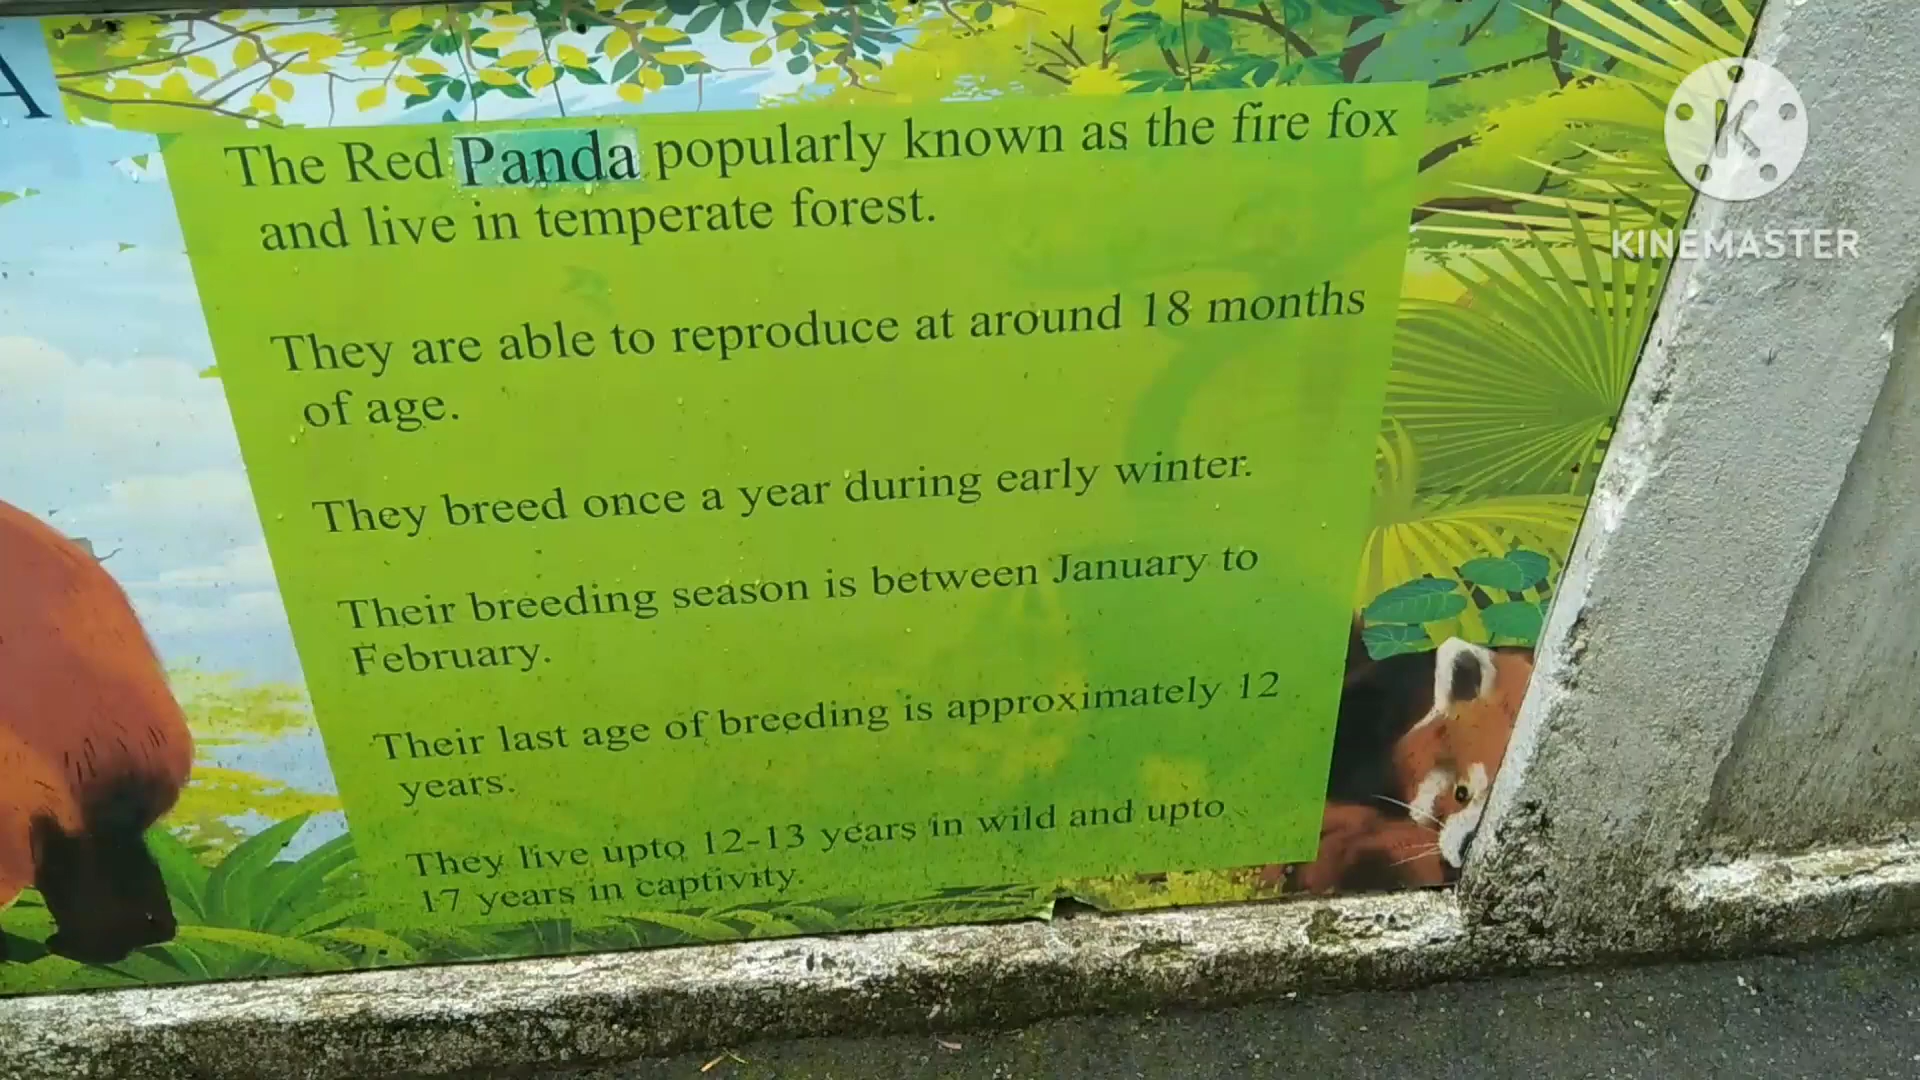 A
The Red Panda popularly known as the fire fox
and live in temperate forest.
They are able to reproduce at around 18 months
of age.
They breed once a year during early winter.
Their breeding season is between January to
February.
Their last age of breeding is approximately 12
years.
They live upto 12-13 years in wild and upto
17 years in captivity.
K
KINEMASTER